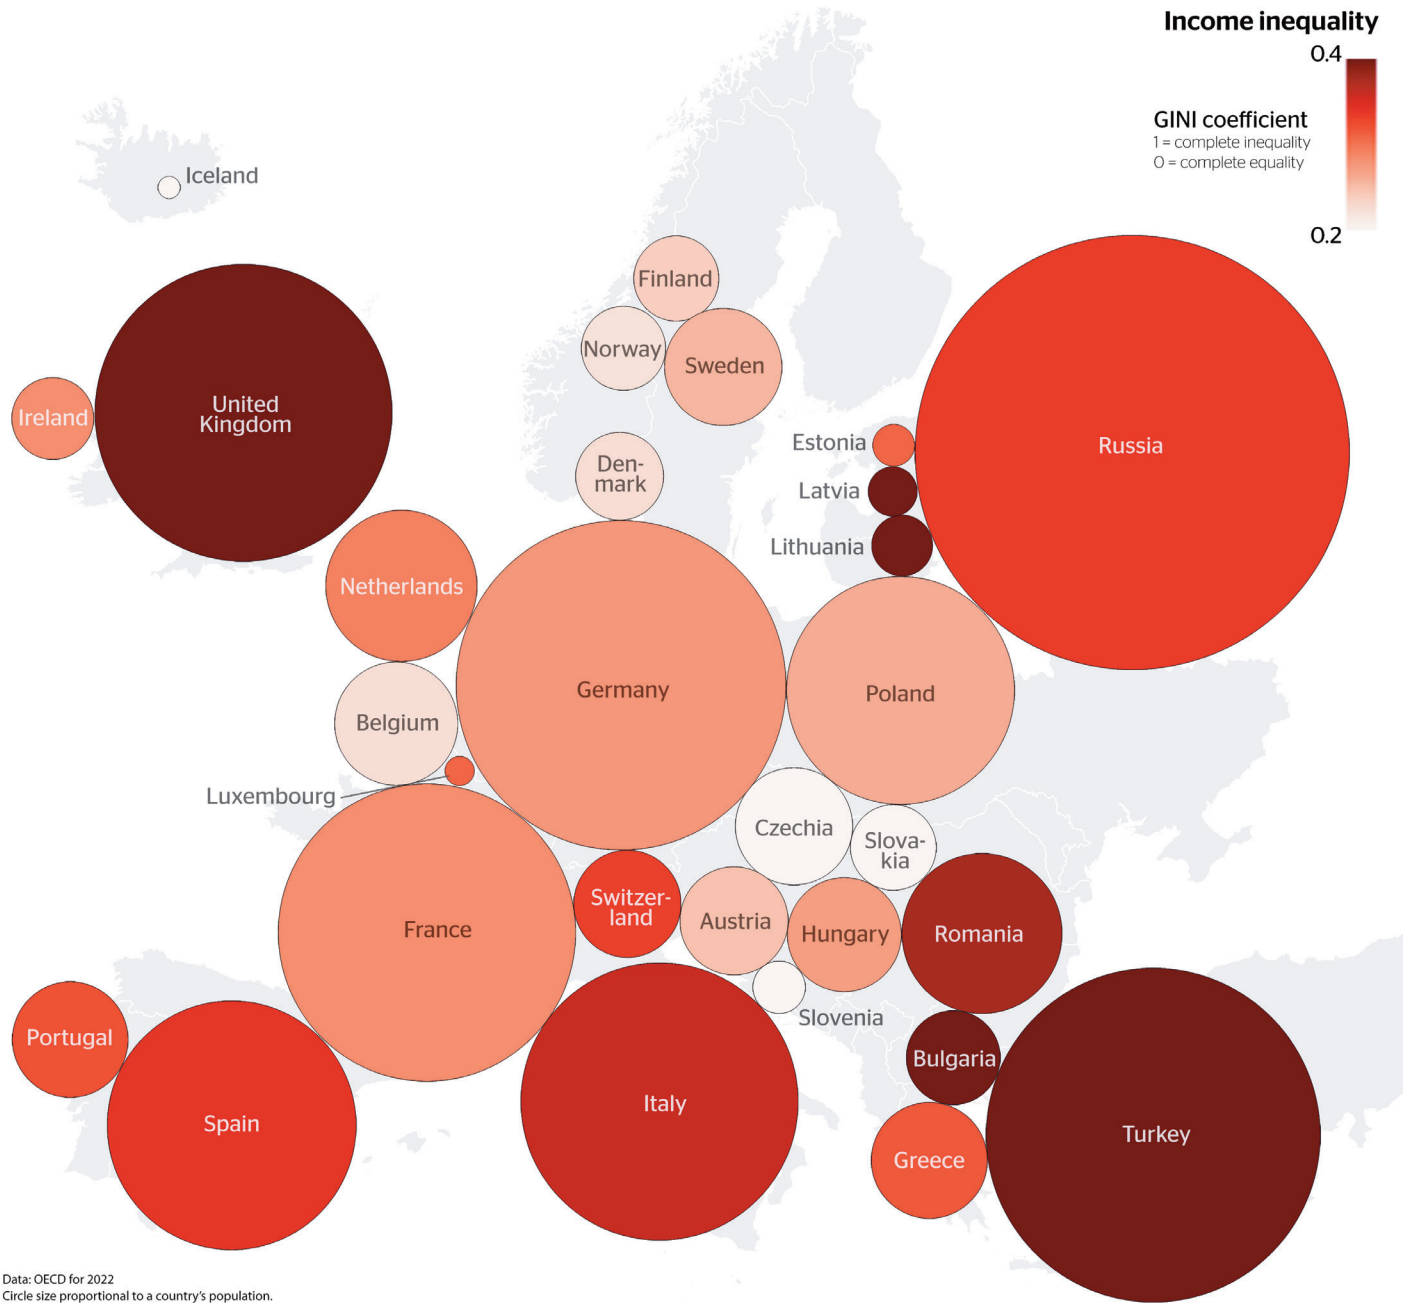 Income inequality
0.4
GINI coefficient
1 = complete inequality
0 = complete equality
0.2
Iceland
Finland
Norway
Sweden
United
Kingdom
Ireland
Den-
mark
Estonia
Russia
Latvia
Lithuania
Netherlands
Germany
Poland
Belgium
Luxembourg
Czechia
Slova-
kia
Switzer-
land
Austria
Hungary
Romania
France
Slovenia
Portugal
Bulgaria
Spain
Italy
Turkey
Greece
Data: OECD for 2022
Circle size proportional to a country's population.